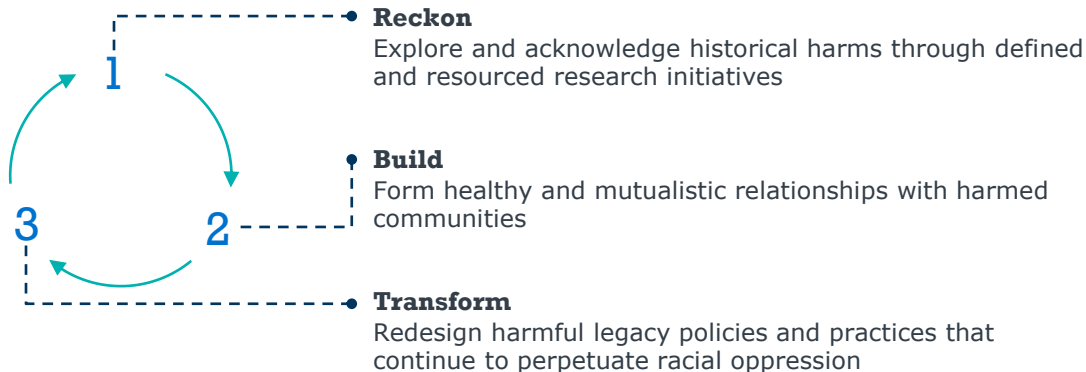 1
Reckon
Explore and acknowledge historical harms through defined
and resourced research initiatives
2
Build
Form healthy and mutualistic relationships with harmed
communities
3
Transform
Redesign harmful legacy policies and practices that
continue to perpetuate racial oppression